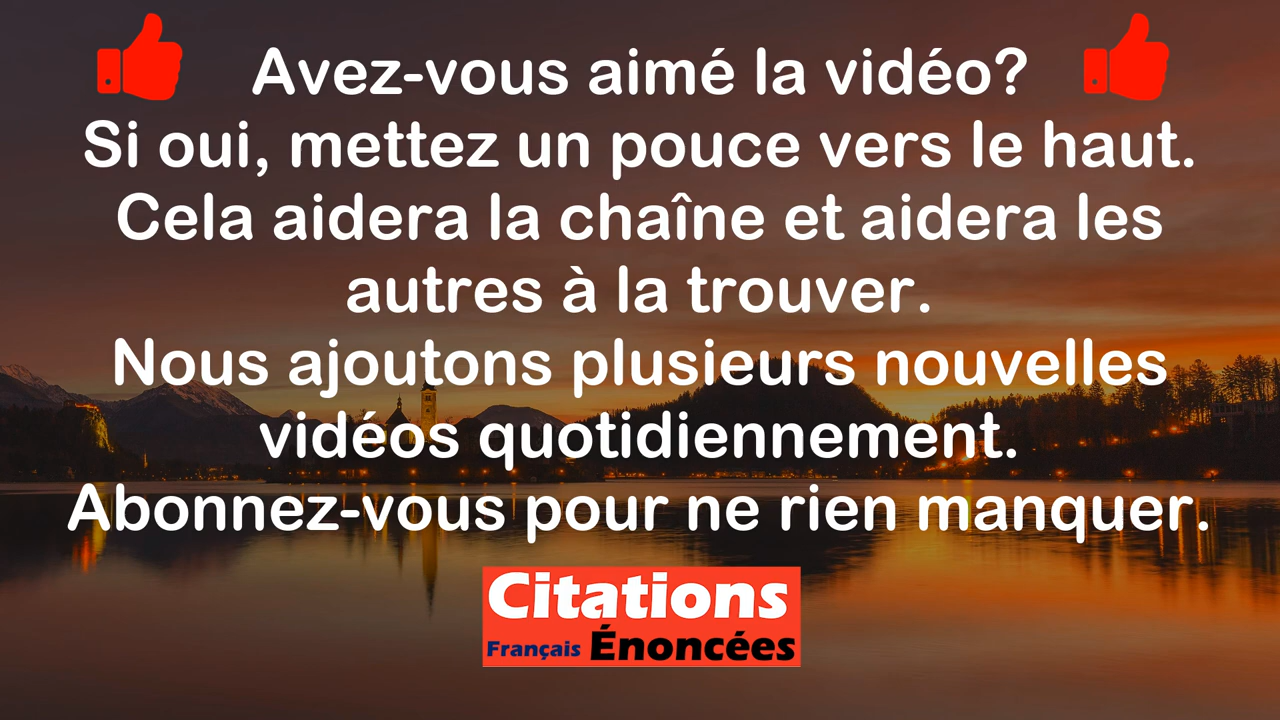 Avez-vous aimé la vidéo?
Si oui, mettez un pouce vers le haut.
Cela aidera la chaîne et aidera les
autres à la trouver.
Nous ajoutons plusieurs nouvelles
vidéos quotidiennement.
Abonnez-vous pour ne rien manquer.
Citations
Français Énoncées